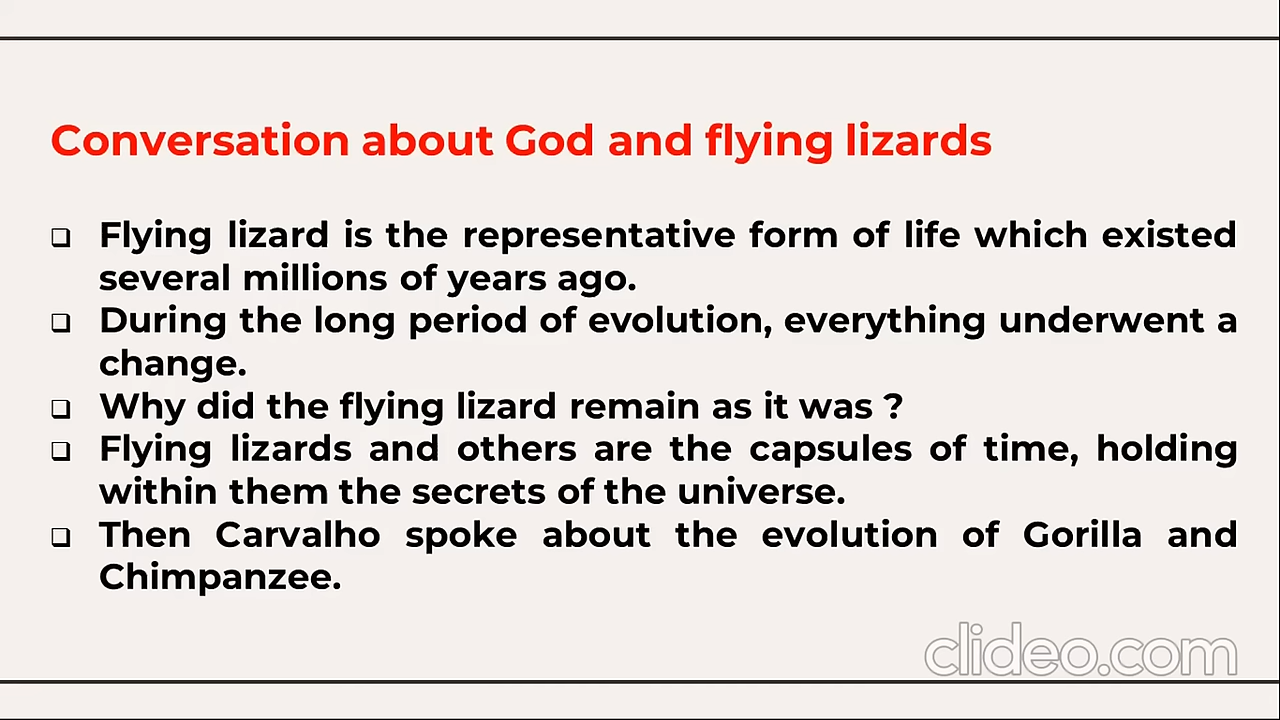 Conversation about God and flying lizards
❑ Flying lizard is the representative form of life which existed
several millions of years ago.
❑ During the long period of evolution, everything underwent a
change.
❑ Why did the flying lizard remain as it was ?
❑ Flying lizards and others are the capsules of time, holding
within them the secrets of the universe.
❑ Then Carvalho spoke about the evolution of Gorilla and
Chimpanzee.
clideo.com